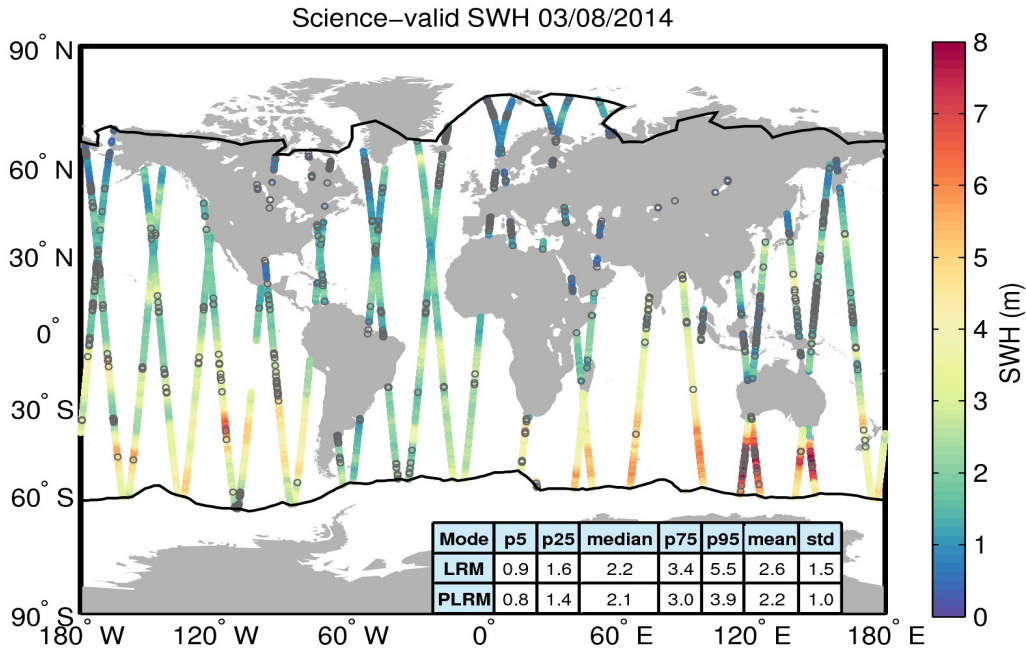 Science−valid SWH 03/08/2014
90° N
60° N
30° N
0°
30° S
60° S
90° S
180° W
120° W
60° W
0°
60° E
120° E
180° E
Mode p5 p25 median p75 p95 mean std
LRM 0.9 1.6 2.2 3.4 5.5 2.6 1.5
PLRM 0.8 1.4 2.1 3.0 3.9 2.2 1.0
8
7
6
5
4
3
2
1
0
SWH (m)